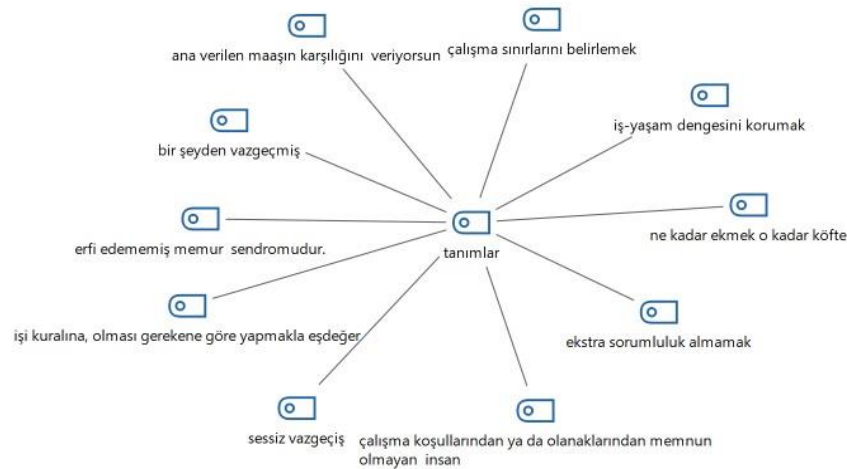 ana verilen maaşın karşılığını veriyorsun
çalışma sınırlarını belirlemek
iş-yaşam dengesini korumak
bir şeyden vazgeçmiş
ne kadar ekmek o kadar köfte
erfi edememiş memur sendromudur.
tanımlar
işi kuralına, olması gerekene göre yapmakla eşdeğer
ekstra sorumluluk almamak
sessiz vazgeçiş
çalışma koşullarından ya da olanaklarından memnun
olmayan insan